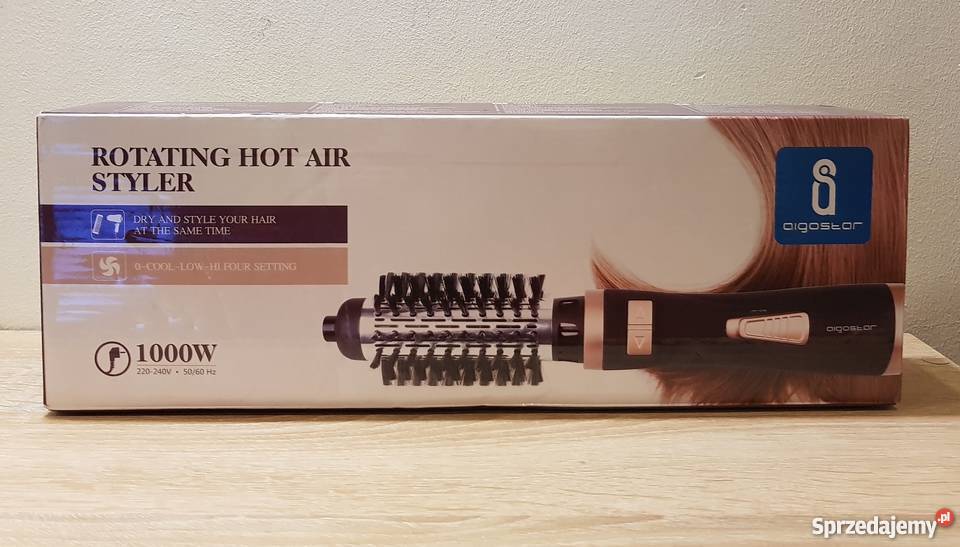 ROTATING HOT AIR
STYLER
DRY AND STYLE YOUR HAIR
AT THE SAME TIME
0-COOL-LOW-HI FOUR SETTING
1000W
220-240V • 50/60 Hz
aigostar
aigostar
Sprzedajemy.pl